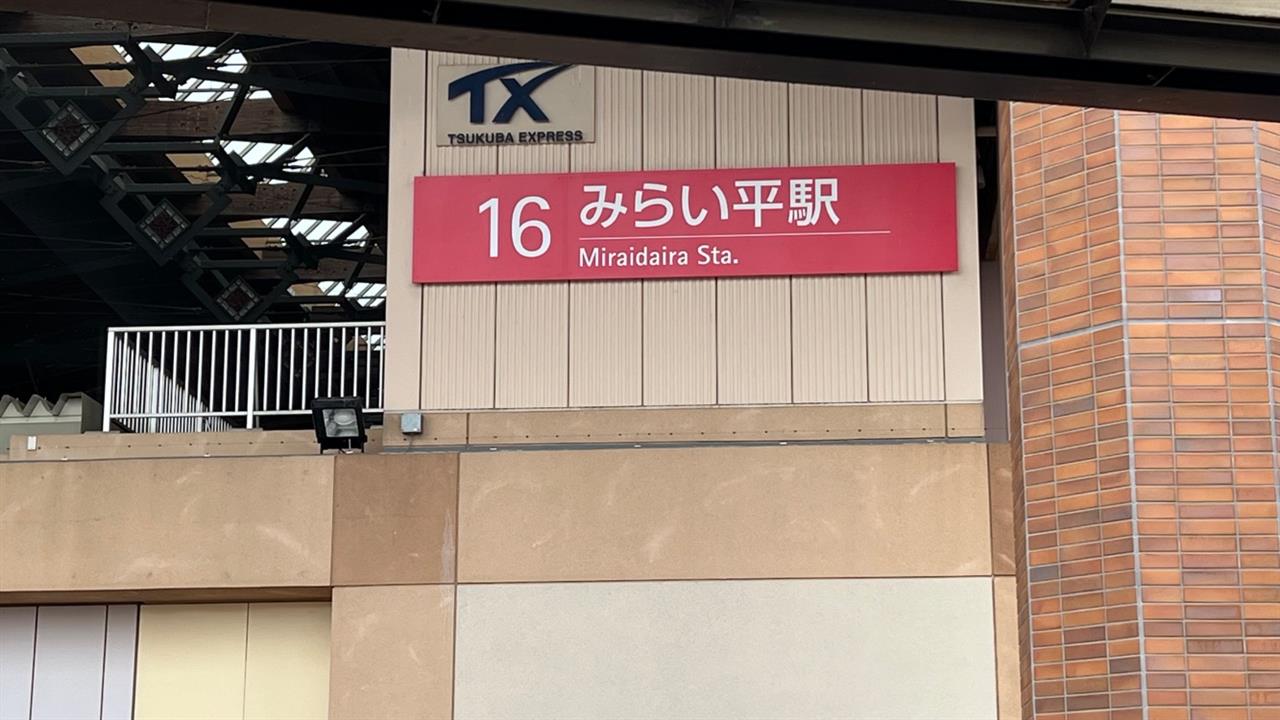 TX
TSUKUBA EXPRESS
16 みらい平駅
Miraidaira Sta.